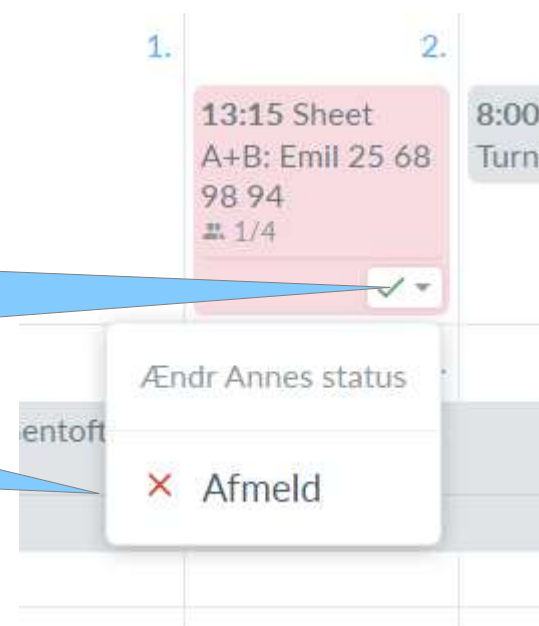 1.
2.
13:15 Sheet
A+B: Emil 25 68
98 94
1/4
8:00
Turn
Ændr Annes status
entoft
Afmeld